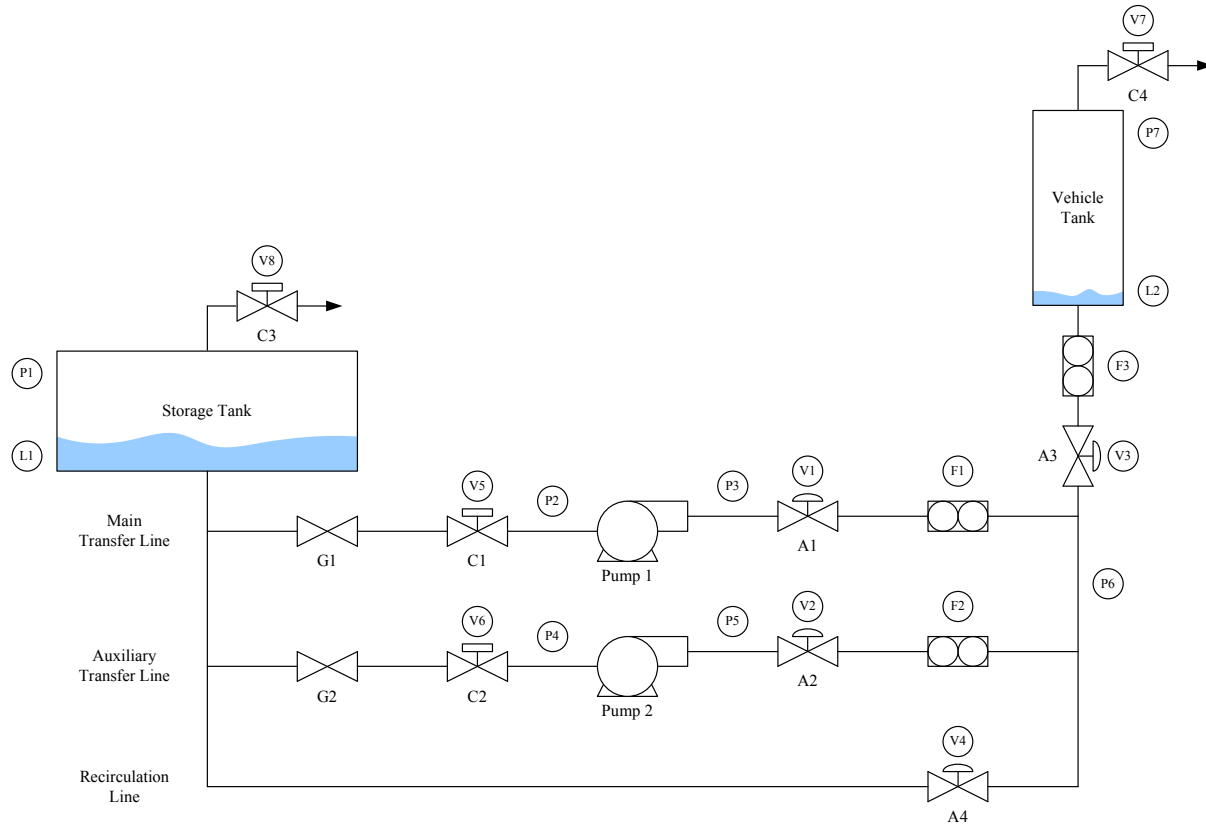 V7
C4
P7
Vehicle
Tank
L2
V8
C3
P1
Storage Tank
L1
F3
A3
V3
Main
Transfer Line
G1
V5
C1
P2
Pump 1
P3
V1
A1
F1
P6
Auxiliary
Transfer Line
G2
V6
C2
P4
Pump 2
P5
V2
A2
F2
Recirculation
Line
V4
A4